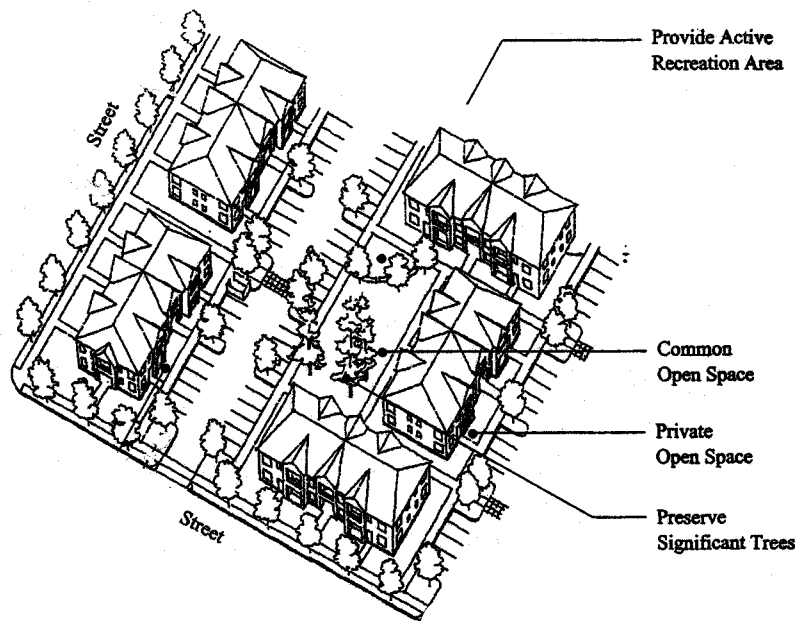 Provide Active
Recreation Area
Street
Common
Open Space
Private
Open Space
Preserve
Significant Trees
Street